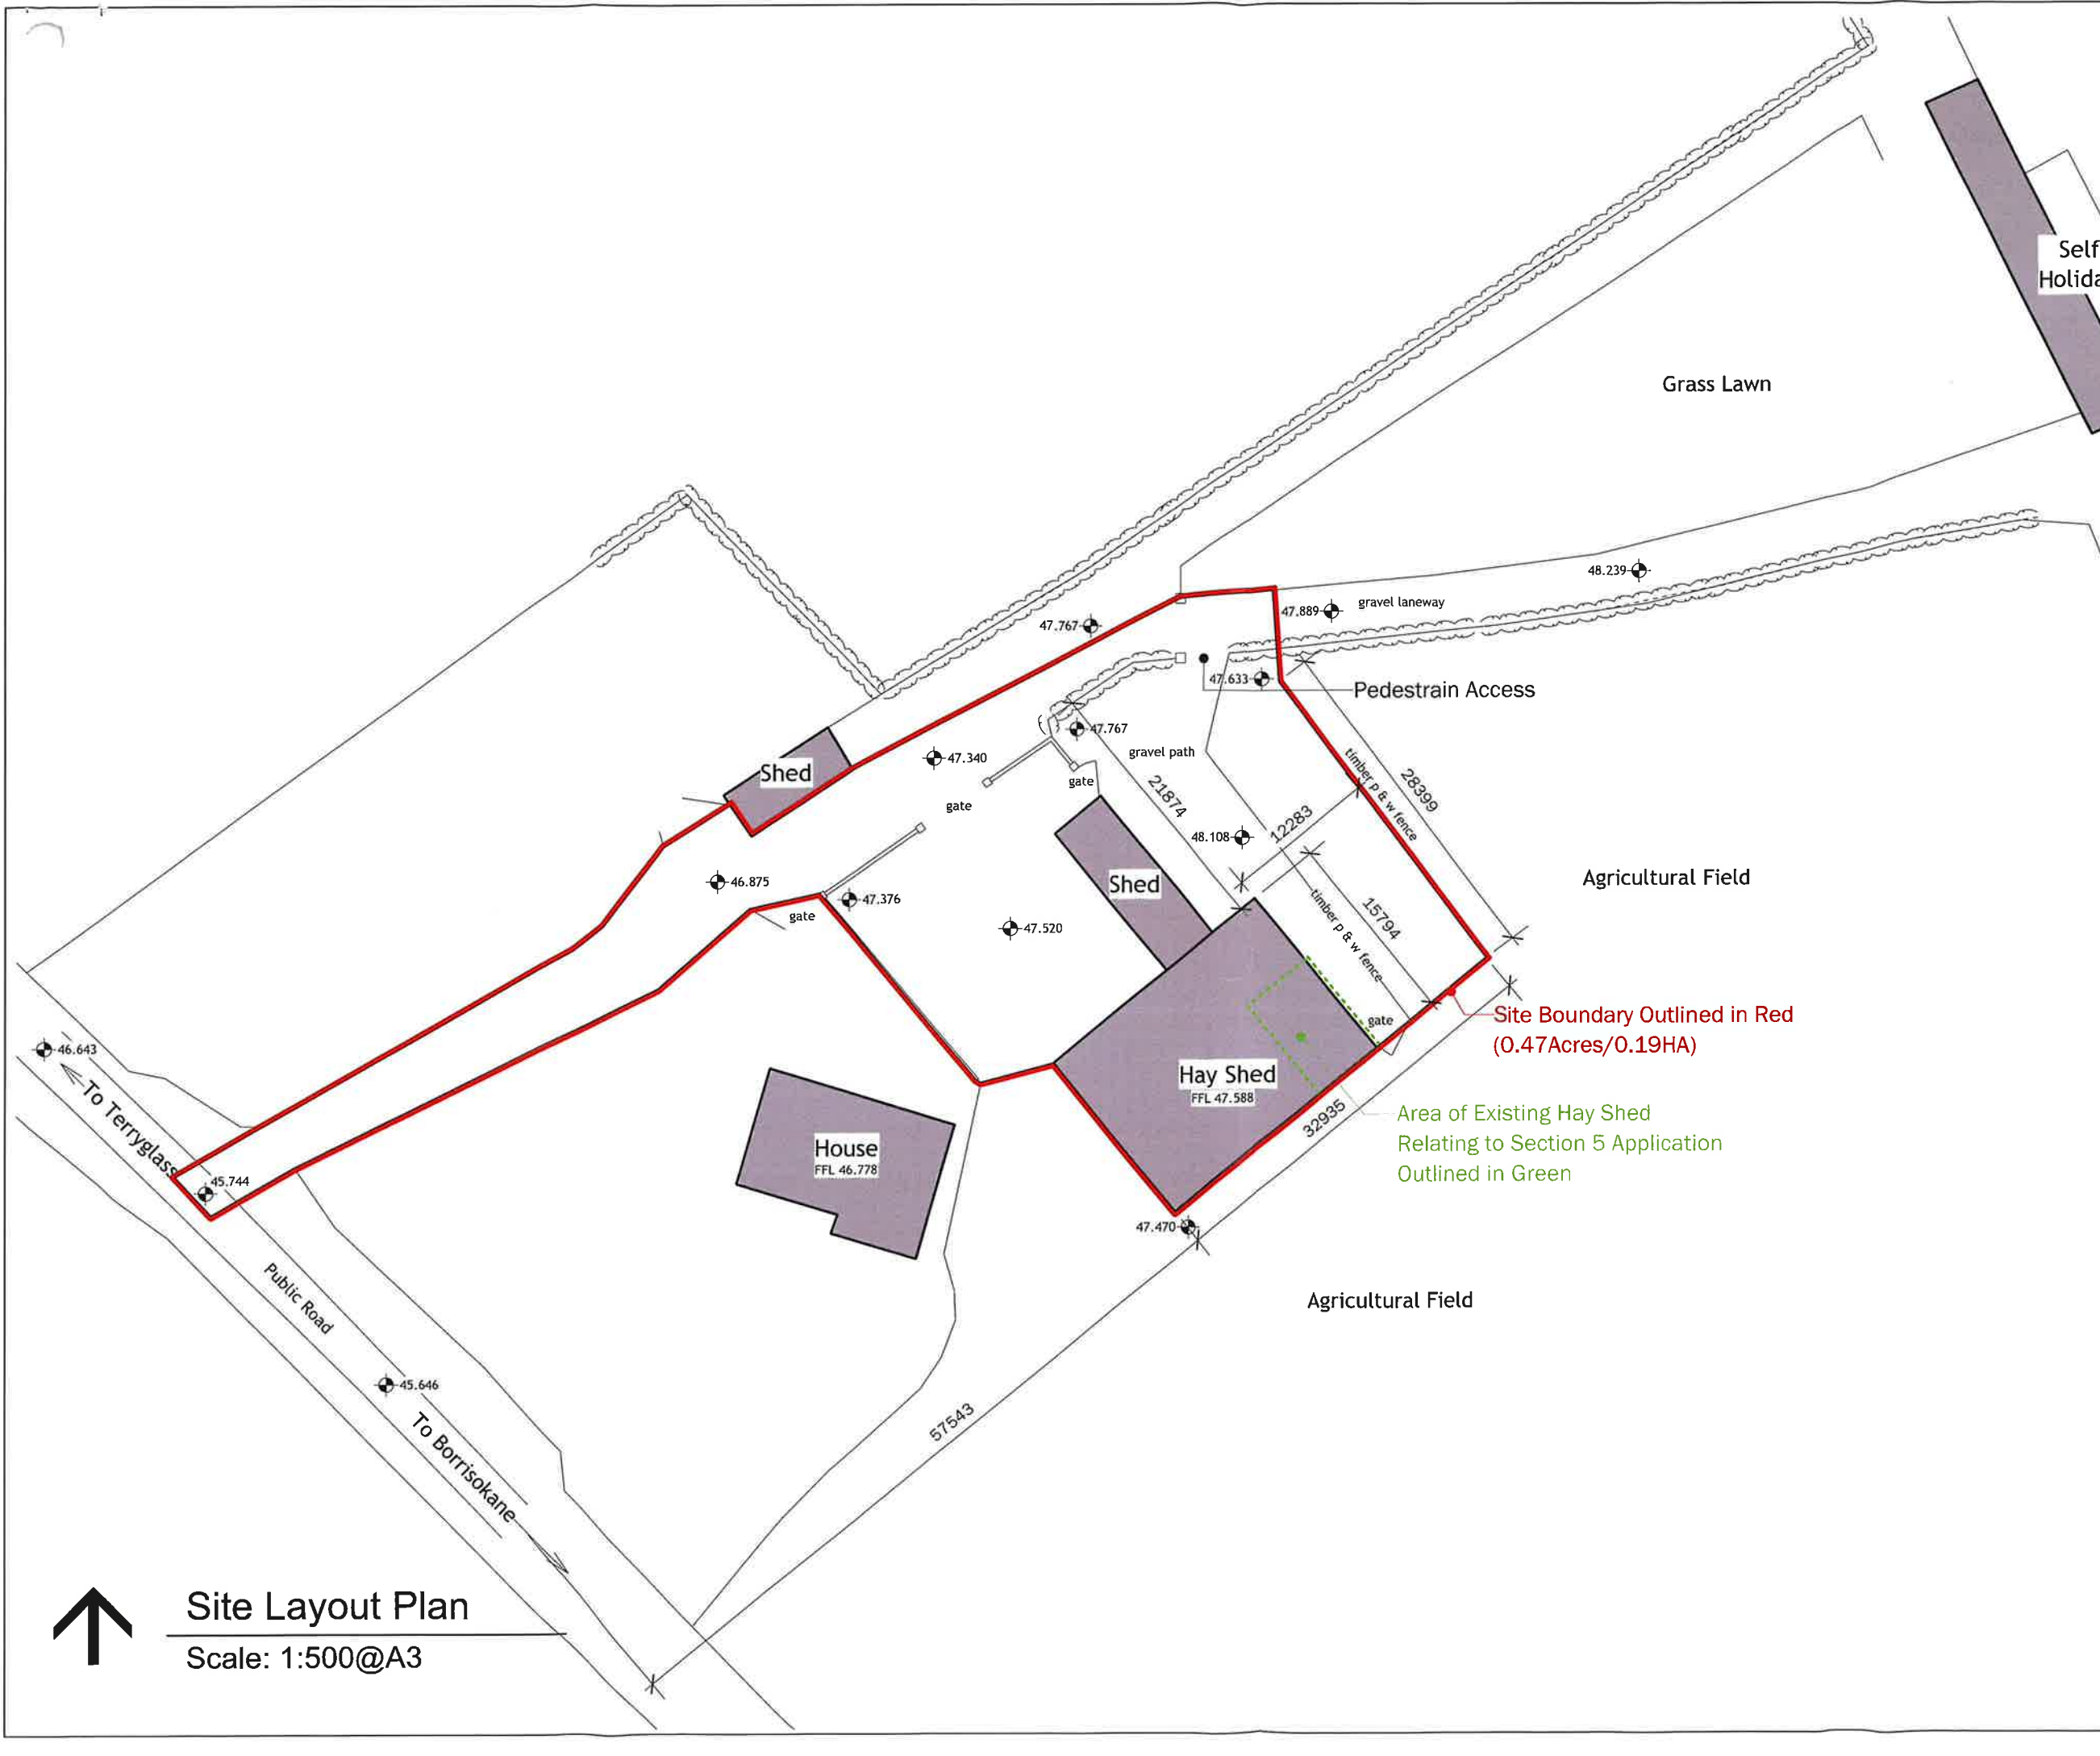 Self
Holida
Grass Lawn
48.239
47.889
gravel laneway
47.767
47.633
Pedestrain Access
47.767
gravel path
47.340
Shed
gate
gate
21874
timber p & w fence
28399
12283
48.108
46.875
Shed
Agricultural Field
47.376
gate
47.520
timber p & w fence
15794
gate
Site Boundary Outlined in Red
(0.47Acres/0.19HA)
46.643
To Terryglass
Hay Shed
FFL 47.588
32935
Area of Existing Hay Shed
Relating to Section 5 Application
Outlined in Green
House
FFL 46.778
45.744
47.470
Public Road
Agricultural Field
45.646
To Borrisokane
57543
Site Layout Plan
Scale: 1:500@A3